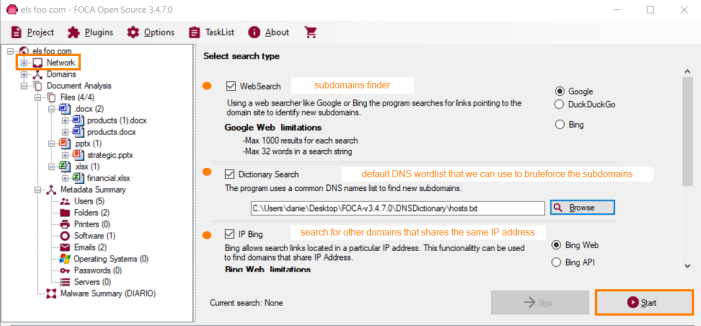 els foo com - FOCA Open Source 3.4.7.0
Project Plugins Options TaskList About
els foo com
Network
Domains
Document Analysis
Files (4/4)
.docx (2)
products (1).docx
products.docx
.pptx (1)
strategic.pptx
.xlsx (1)
financial.xlsx
Metadata Summary
Users (5)
Folders (2)
Printers (0)
Software (1)
Emails (2)
Operating Systems (0)
Passwords (0)
Servers (0)
Malware Summary (DIARIO)
Select search type
WebSearch subdomains finder
Using a web searcher like Google or Bing the program searches for links pointing to the
domain site to identify new subdomains.
Google Web limitations
-Max 1000 results for each search
-Max 32 words in a search string
Google
DuckDuckGo
Bing
Dictionary Search default DNS wordlist that we can use to bruteforce the subdomains
The program uses a common DNS names list to find new subdomains.
C:\Users\danie\Desktop\FOCA-v3.4.7.0\DNSDictionary\hosts.txt Browse
IP Bing search for other domains that shares the same IP address
Bing allows search links located in a particular IP address. This functionalitty can be used
to find domains that share IP Address.
Bing Web limitations
Bing Web
Bing API
Current search: None Skip Start